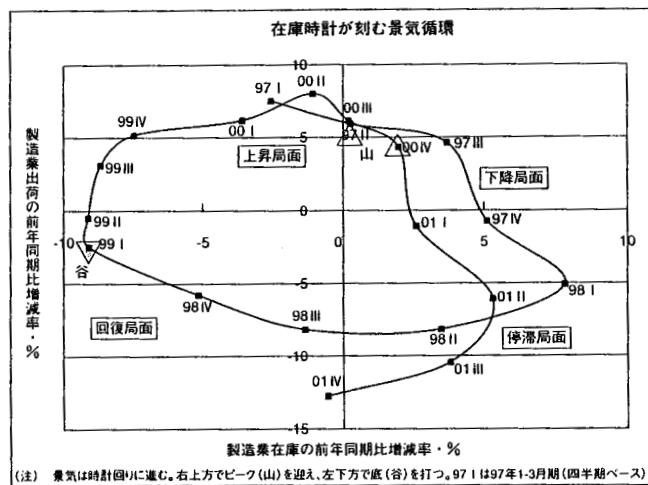 在庫時計が刻む景気循環
製造業出荷の前年同期比増減率・%
10
5
0
-5
-10
-15
-10
-5
0
5
10
97 I
00 II
00 III
97 II
山
00 IV
97 III
99 IV
00 I
上昇局面
下降局面
99 III
99 II
99 I
谷
97 IV
01 I
98 I
01 II
98 IV
98 III
98 II
回復局面
停滞局面
01 III
01 IV
製造業在庫の前年同期比増減率・%
(注) 景気は時計回りに進む。右上方でピーク(山)を迎え、左下方で底(谷)を打つ。97 I は97年1-3月期(四半期ベース)